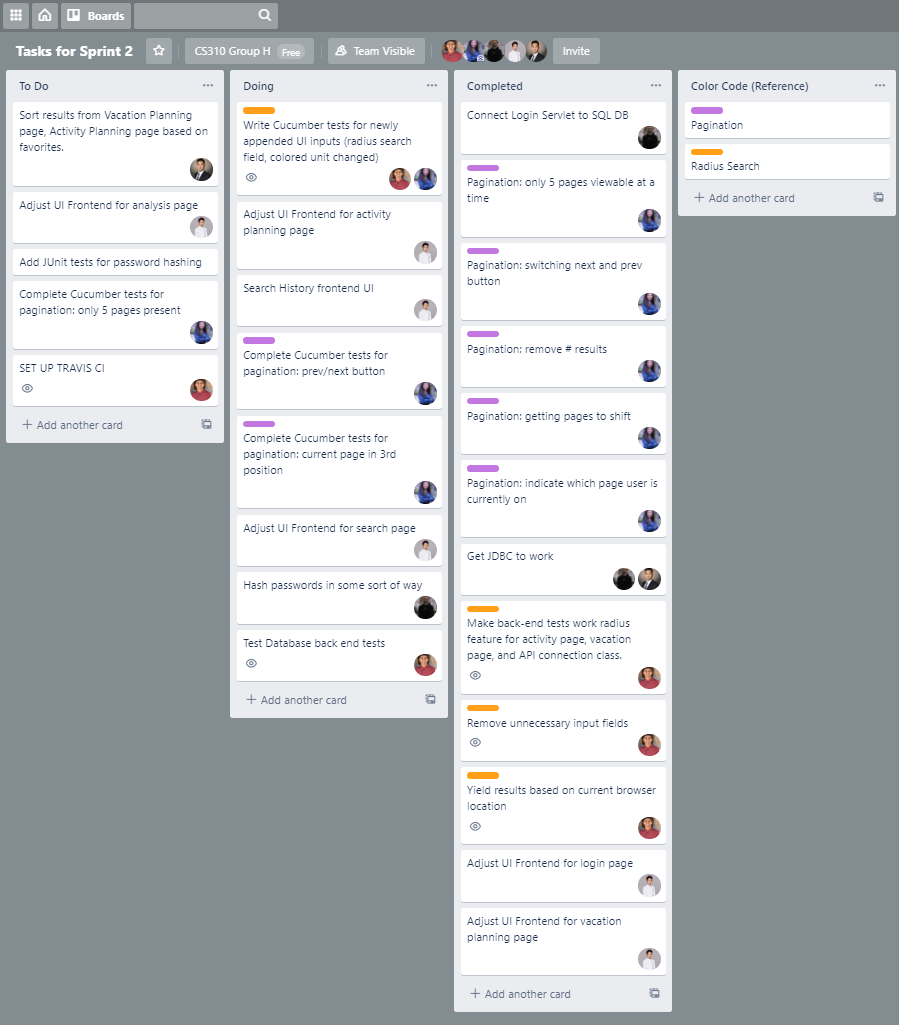 Boards
Tasks for Sprint 2
CS310 Group H Free
Team Visible
Invite
To Do
Sort results from Vacation Planning
page, Activity Planning page based on
favorites.
Adjust UI Frontend for analysis page
Add JUnit tests for password hashing
Complete Cucumber tests for
pagination: only 5 pages present
SET UP TRAVIS CI
Add another card
Doing
Write Cucumber tests for newly
appended UI inputs (radius search
field, colored unit changed)
Adjust UI Frontend for activity
planning page
Search History frontend UI
Complete Cucumber tests for
pagination: prev/next button
Complete Cucumber tests for
pagination: current page in 3rd
position
Adjust UI Frontend for search page
Hash passwords in some sort of way
Test Database back end tests
Add another card
Completed
Connect Login Servlet to SQL DB
Pagination: only 5 pages viewable at a
time
Pagination: switching next and prev
button
Pagination: remove # results
Pagination: getting pages to shift
Pagination: indicate which page user is
currently on
Get JDBC to work
Make back-end tests work radius
feature for activity page, vacation
page, and API connection class.
Remove unnecessary input fields
Yield results based on current browser
location
Adjust UI Frontend for login page
Adjust UI Frontend for vacation
planning page
Add another card
Color Code (Reference)
Pagination
Radius Search
Add another card